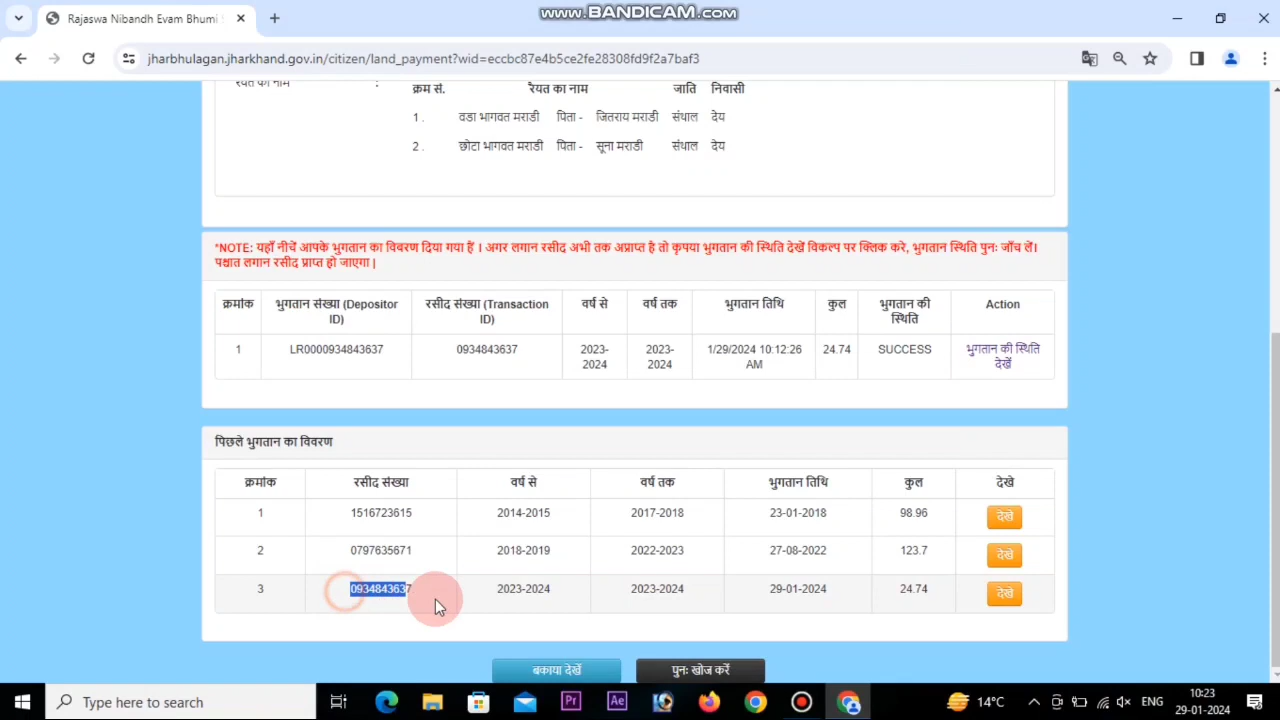 www.BANDICAM.com
Rajaswa Nibandh Evam Bhumi S
jharbhulagan.jharkhand.gov.in/citizen/land_payment?wid=eccbc87e4b5ce2fe28308fd9f2a7baf3
रैयत का नाम :
क्रम सं. रैयत का नाम जाति निवासी
1 . वडा भागवत मराडी पिता - जितराय मराडी संथाल देय
2 . छोटा भागवत मराडी पिता - सूना मराडी संथाल देय
*NOTE: यहाँ नीचें आपके भुगतान का विबरण दिया गया हें । अगर लगान रसीद अभी तक अप्राप्त है तो कृपया भुगतान की स्थिति देखें विकल्प पर क्लिक करे, भुगतान स्थिति पुनः जाँच लें।
पश्चात लगान रसीद प्राप्त हो जाएगा |
क्रमांक भुगतान संख्या (Depositor ID) रसीद संख्या (Transaction ID) वर्ष से वर्ष तक भुगतान तिथि कुल भुगतान की स्थिति Action
1 LR0000934843637 0934843637 2023-2024 2023-2024 1/29/2024 10:12:26 AM 24.74 SUCCESS भुगतान की स्थिति देखें
पिछले भुगतान का विवरण
क्रमांक रसीद संख्या वर्ष से वर्ष तक भुगतान तिथि कुल देखे
1 1516723615 2014-2015 2017-2018 23-01-2018 98.96 देखे
2 0797635671 2018-2019 2022-2023 27-08-2022 123.7 देखे
3 0934843637 2023-2024 2023-2024 29-01-2024 24.74 देखे
बकाया देखें पुनः खोज करें
Type here to search Pr Ae 14°C ENG 10:23
29-01-2024